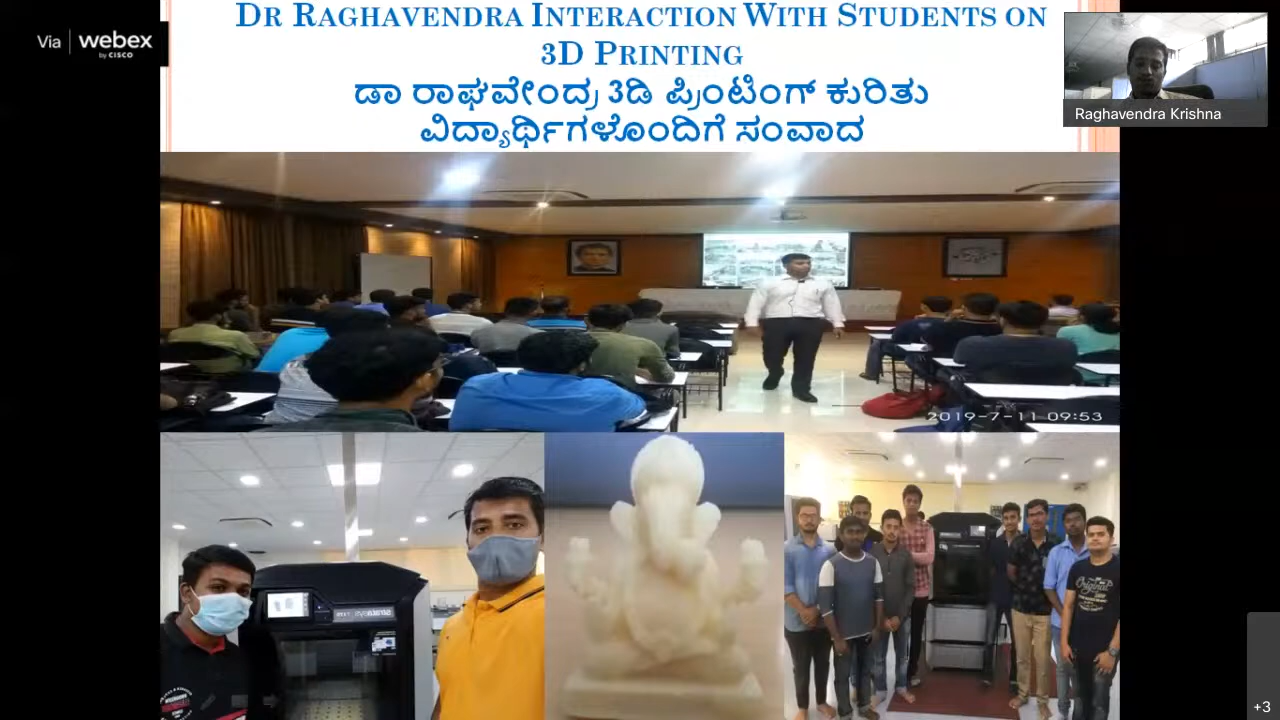 Via webex
by CISCO
DR RAGHAVENDRA INTERACTION WITH STUDENTS ON
3D PRINTING
ಡಾ ರಾಘವೇಂದ್ರ 3ಡಿ ಪ್ರಿಂಟಿಂಗ್ ಕುರಿತು
ವಿದ್ಯಾರ್ಥಿಗಳೊಂದಿಗೆ ಸಂವಾದ
Raghavendra Krishna
2019-7-11 09:53
Original
+3